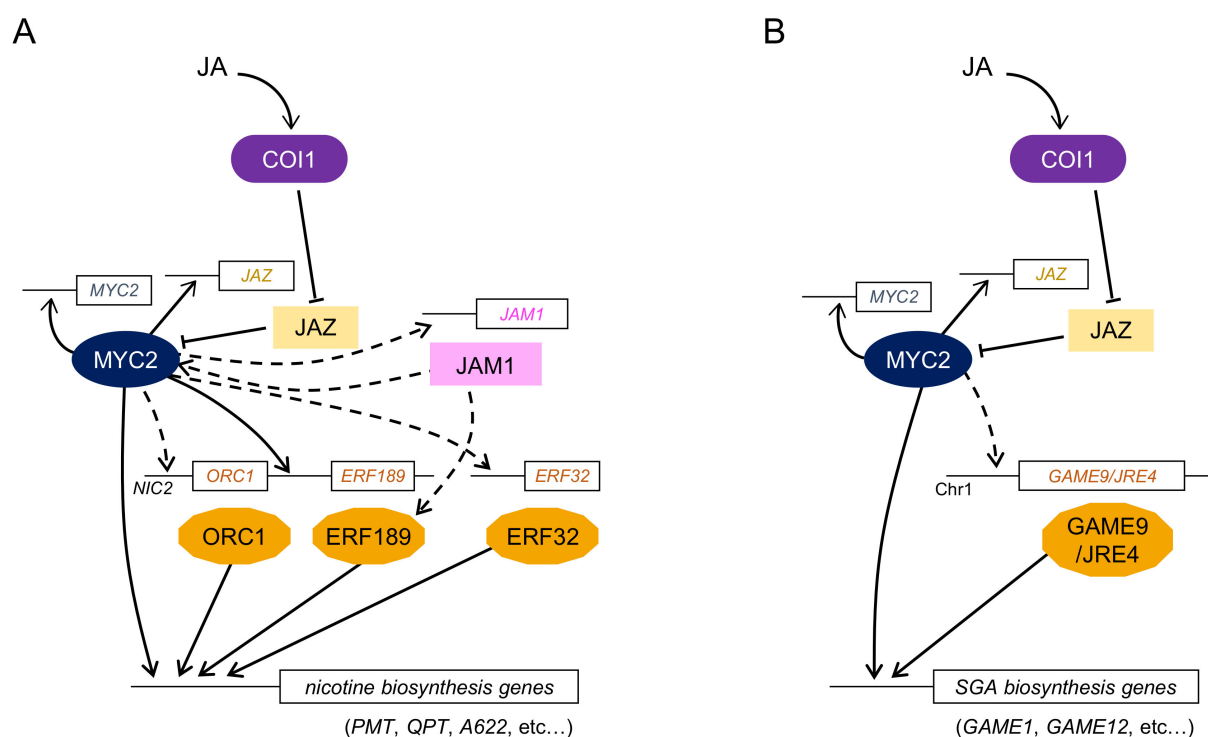 A
JA
COI1
MYC2
JAZ
JAM1
JAZ
MYC2
JAM1
NIC2
ORC1
ERF189
ERF32
ORC1
ERF189
ERF32
nicotine biosynthesis genes
(PMT, QPT, A622, etc…)
B
JA
COI1
JAZ
MYC2
JAZ
MYC2
Chr1
GAME9/JRE4
GAME9
/JRE4
SGA biosynthesis genes
(GAME1, GAME12, etc…)